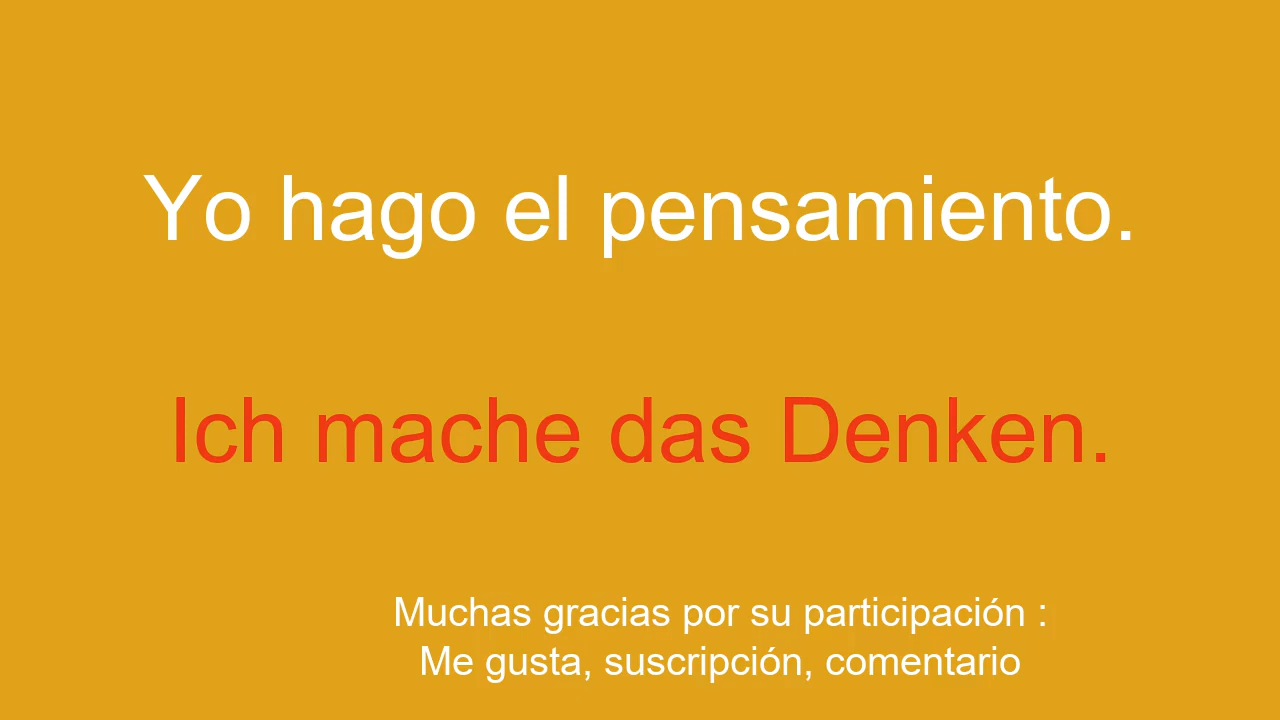 Yo hago el pensamiento.
Ich mache das Denken.
Muchas gracias por su participación :
Me gusta, suscripción, comentario